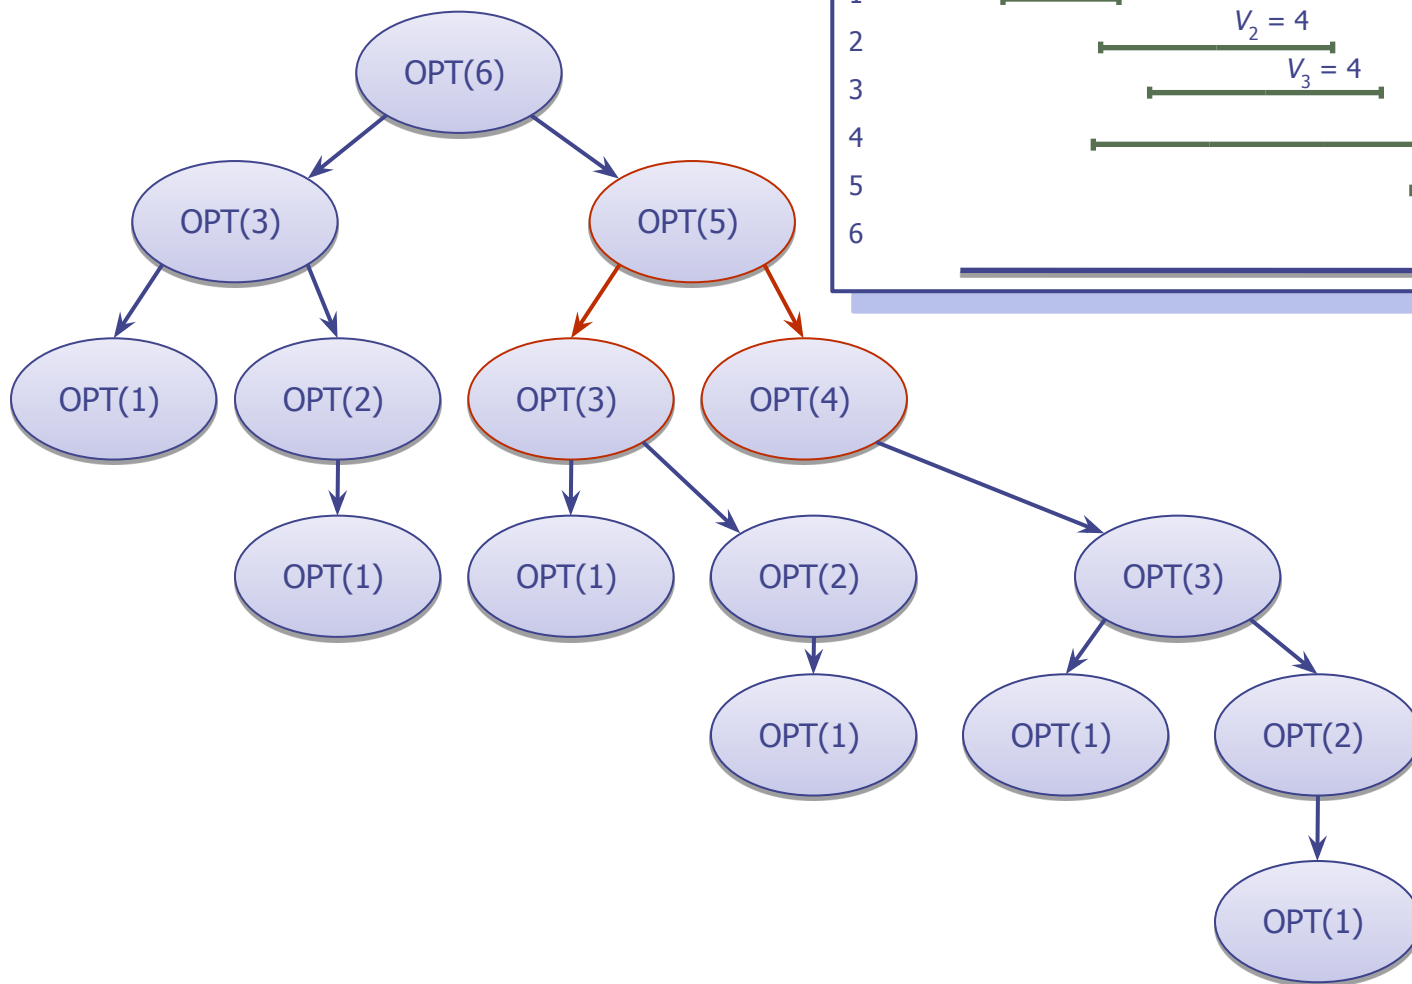 1
V2 = 4
2
V3 = 4
3
4
5
6
OPT(6)
OPT(3)
OPT(5)
OPT(1)
OPT(2)
OPT(3)
OPT(4)
OPT(1)
OPT(1)
OPT(2)
OPT(3)
OPT(1)
OPT(1)
OPT(2)
OPT(1)